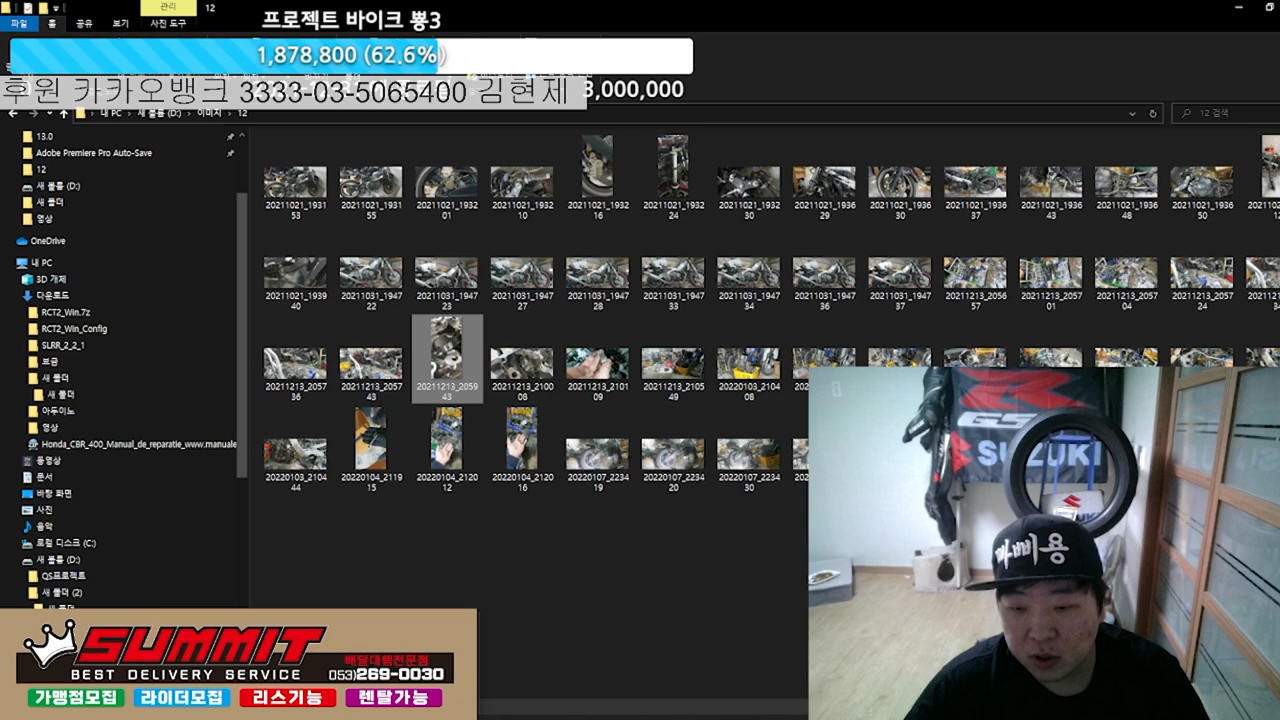 관리
12
파일
홈
공유
보기
사진 도구
프로젝트 바이크 뽕3
1,878,800 (62.6%)
3,000,000
후원 카카오뱅크 3333-03-5065400 김현제
내 PC
새 볼륨 (D:)
이미지
12
12 검색
13.0
Adobe Premiere Pro Auto-Save
12
새 볼륨 (D:)
새 폴더
영상
OneDrive
내 PC
3D 개체
다운로드
RCT2_Win.7z
RCT2_Win_Config
SLRR_2_2_1
보금
새 폴더
새 폴더
아두이노
영상
Honda_CBR_400_Manual_de_reparatie_www.manuale
동영상
문서
바탕 화면
사진
음악
로컬 디스크 (C:)
새 볼륨 (D:)
QS프로젝트
새 폴더 (2)
20211021_193153
20211021_193155
20211021_193201
20211021_193210
20211021_193216
20211021_193224
20211021_193230
20211021_193629
20211021_193630
20211021_193637
20211021_193643
20211021_193648
20211021_193650
20211021_193940
20211031_194722
20211031_194723
20211031_194727
20211031_194728
20211031_194733
20211031_194734
20211031_194736
20211031_194737
20211213_205657
20211213_205701
20211213_205704
20211213_205724
20211213_205736
20211213_205743
20211213_205943
20211213_210008
20211213_210109
20211213_210549
20220103_210408
20220103_210444
20220104_211915
20220104_212012
20220104_212016
20220107_223419
20220107_223420
20220107_223430
GS
SUZUKI
빠삐용
SUMMIT
BEST DELIVERY SERVICE
배달대행전문점
053)269-0030
가맹점모집
라이더모집
리스가능
렌탈가능